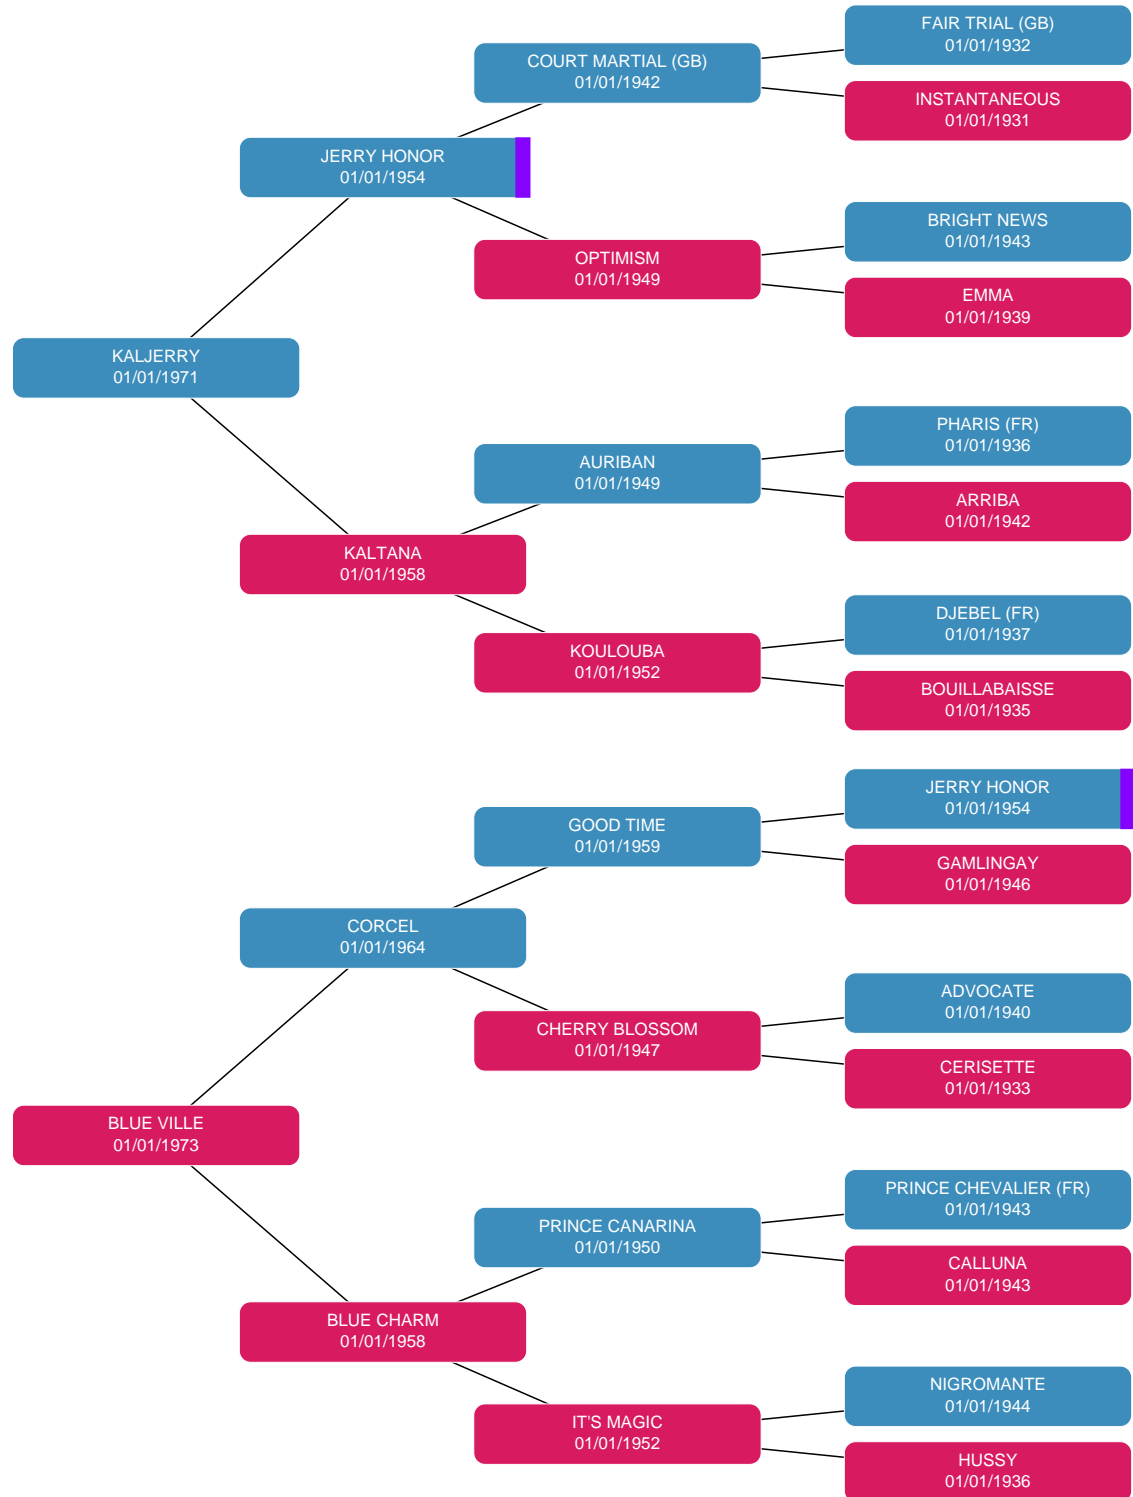 FAIR TRIAL (GB)
01/01/1932
COURT MARTIAL (GB)
01/01/1942
INSTANTANEOUS
01/01/1931
JERRY HONOR
01/01/1954
BRIGHT NEWS
01/01/1943
OPTIMISM
01/01/1949
EMMA
01/01/1939
KALJERRY
01/01/1971
PHARIS (FR)
01/01/1936
AURIBAN
01/01/1949
ARRIBA
01/01/1942
KALTANA
01/01/1958
DJEBEL (FR)
01/01/1937
KOULOUBA
01/01/1952
BOUILLABAISSE
01/01/1935
JERRY HONOR
01/01/1954
GOOD TIME
01/01/1959
GAMLINGAY
01/01/1946
CORCEL
01/01/1964
ADVOCATE
01/01/1940
CHERRY BLOSSOM
01/01/1947
CERISETTE
01/01/1933
BLUE VILLE
01/01/1973
PRINCE CHEVALIER (FR)
01/01/1943
PRINCE CANARINA
01/01/1950
CALLUNA
01/01/1943
BLUE CHARM
01/01/1958
NIGROMANTE
01/01/1944
IT'S MAGIC
01/01/1952
HUSSY
01/01/1936